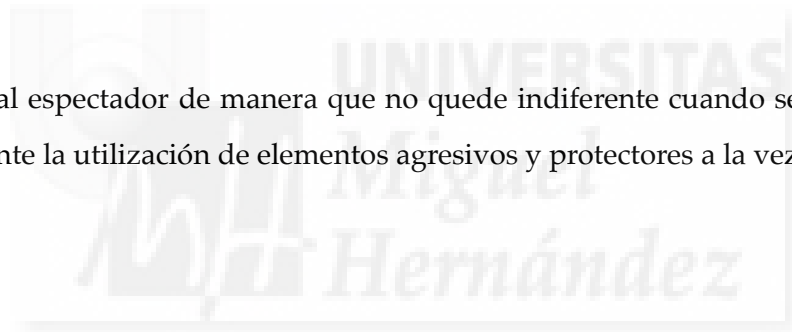 UNIVERSITAS
al espectador de manera que no quede indiferente cuando se
nte la utilización de elementos agresivos y protectores a la vez
Miguel
Hernández